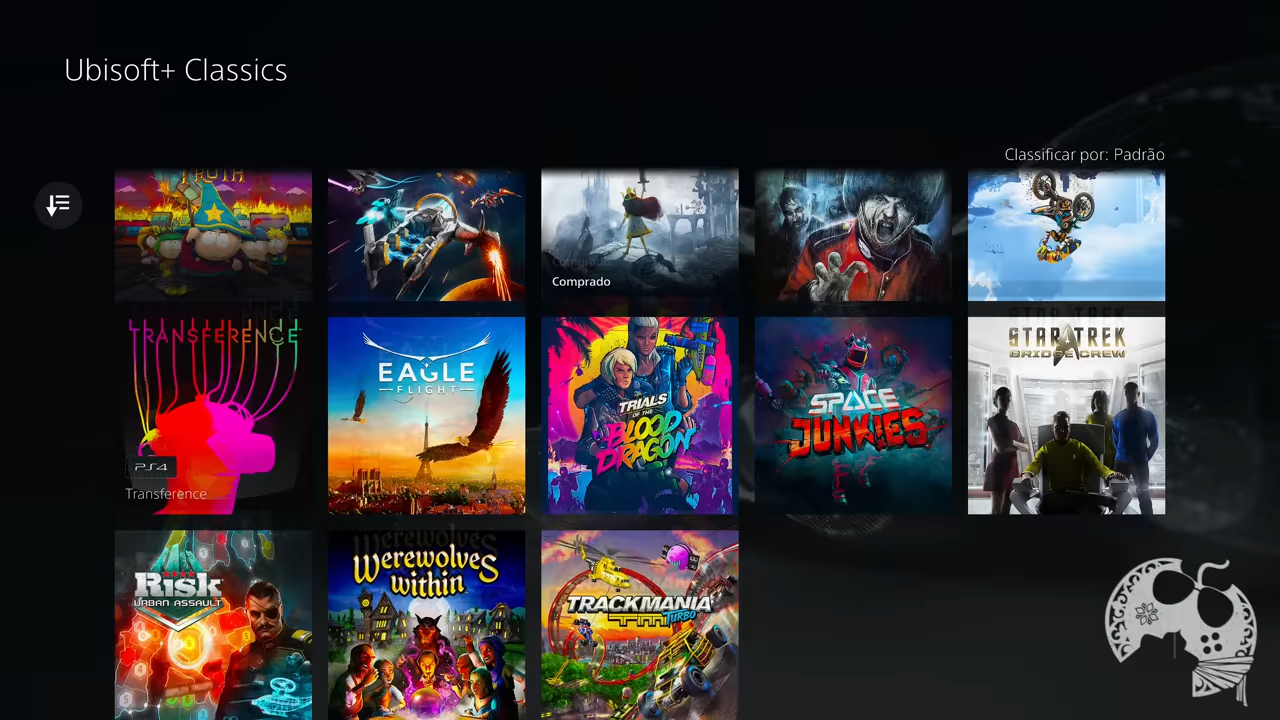 Ubisoft+ Classics
Classificar por: Padrão
TRUTH
Comprado
TRANSFERENCE
PS4
Transference
EAGLE
FLIGHT
TRIALS
OF THE
BLOOD
DRAGON
SPACE
JUNKIES
STAR TREK
BRIDGE CREW
RISK
URBAN ASSAULT
Werewolves
within
TRACKMANIA
TURBO